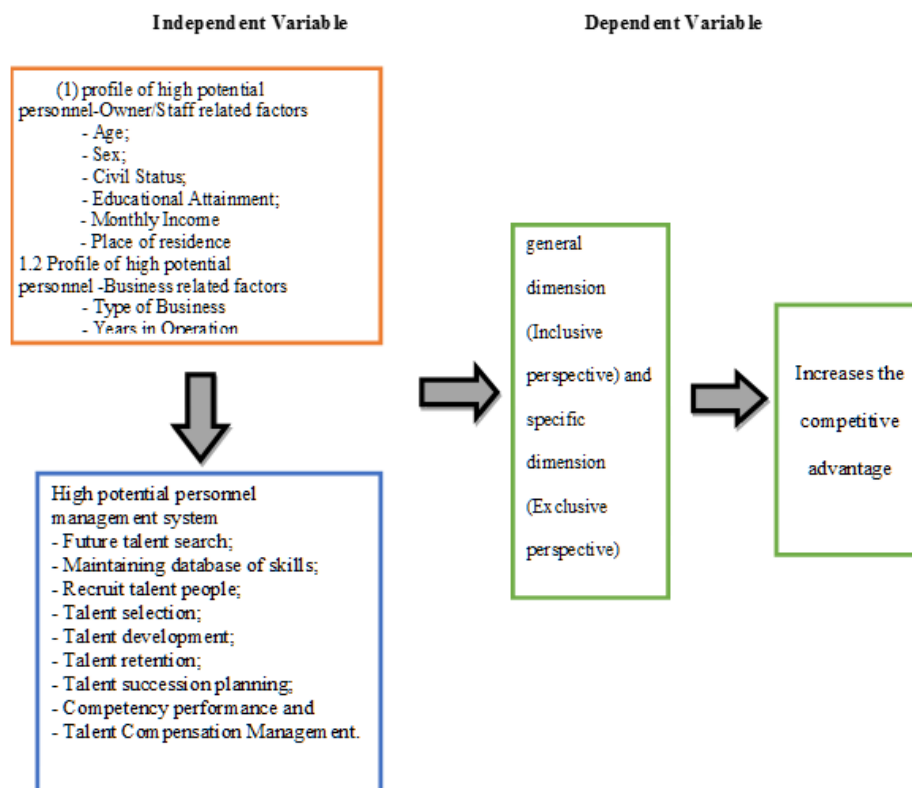 Independent Variable
Dependent Variable
(1) profile of high potential
personnel-Owner/Staff related factors
- Age;
- Sex;
- Civil Status;
- Educational Attainment;
- Monthly Income
- Place of residence
1.2 Profile of high potential
personnel -Business related factors
- Type of Business
- Years in Operation
High potential personnel
management system
- Future talent search;
- Maintaining database of skills;
- Recruit talent people;
- Talent selection;
- Talent development;
- Talent retention;
- Talent succession planning;
- Competency performance and
- Talent Compensation Management.
general
dimension
(Inclusive
perspective) and
specific
dimension
(Exclusive
perspective)
Increases the
competitive
advantage